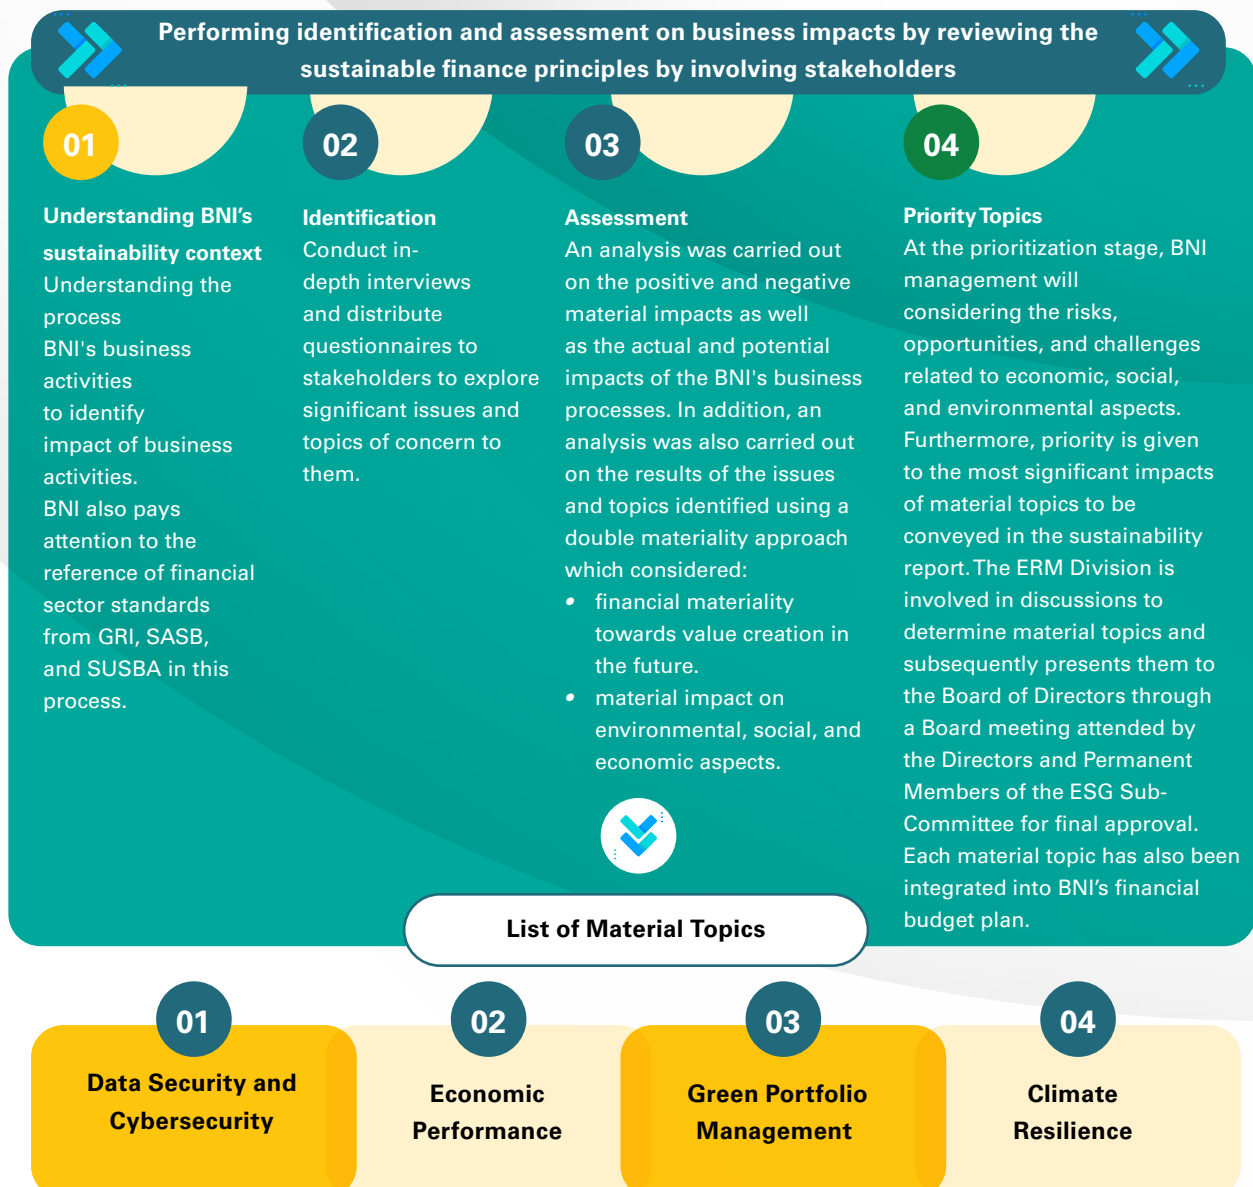 Performing identification and assessment on business impacts by reviewing the
sustainable finance principles by involving stakeholders
01
Understanding BNI’s
sustainability context
Understanding the
process
BNI's business
activities
to identify
impact of business
activities.
BNI also pays
attention to the
reference of financial
sector standards
from GRI, SASB,
and SUSBA in this
process.
02
Identification
Conduct in-
depth interviews
and distribute
questionnaires to
stakeholders to explore
significant issues and
topics of concern to
them.
03
Assessment
An analysis was carried out
on the positive and negative
material impacts as well
as the actual and potential
impacts of the BNI's business
processes. In addition, an
analysis was also carried out
on the results of the issues
and topics identified using a
double materiality approach
which considered:
• financial materiality
towards value creation in
the future.
• material impact on
environmental, social, and
economic aspects.
04
Priority Topics
At the prioritization stage, BNI
management will
considering the risks,
opportunities, and challenges
related to economic, social,
and environmental aspects.
Furthermore, priority is given
to the most significant impacts
of material topics to be
conveyed in the sustainability
report. The ERM Division is
involved in discussions to
determine material topics and
subsequently presents them to
the Board of Directors through
a Board meeting attended by
the Directors and Permanent
Members of the ESG Sub-
Committee for final approval.
Each material topic has also been
integrated into BNI’s financial
budget plan.
List of Material Topics
01
Data Security and
Cybersecurity
02
Economic
Performance
03
Green Portfolio
Management
04
Climate
Resilience